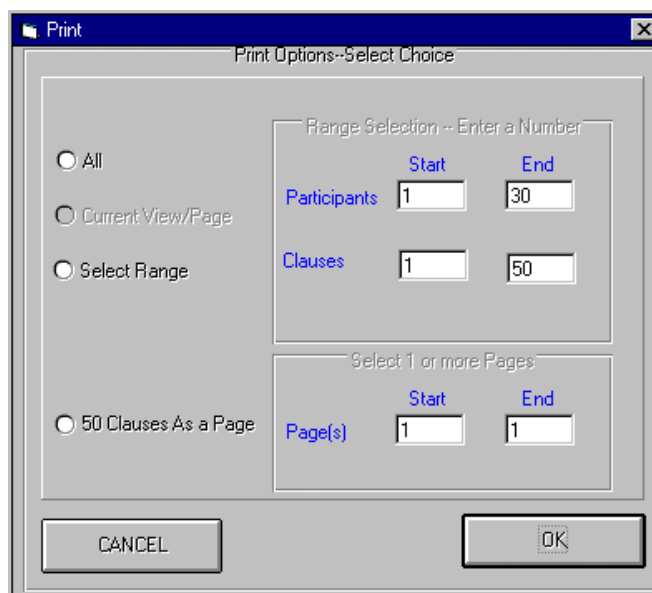 Print
Print Options--Select Choice
Range Selection -- Enter a Number
All
Start End
Participants 1 30
Current View/Page
Clauses 1 50
Select Range
Select 1 or more Pages
Start End
50 Clauses As a Page
Page(s) 1 1
CANCEL
OK